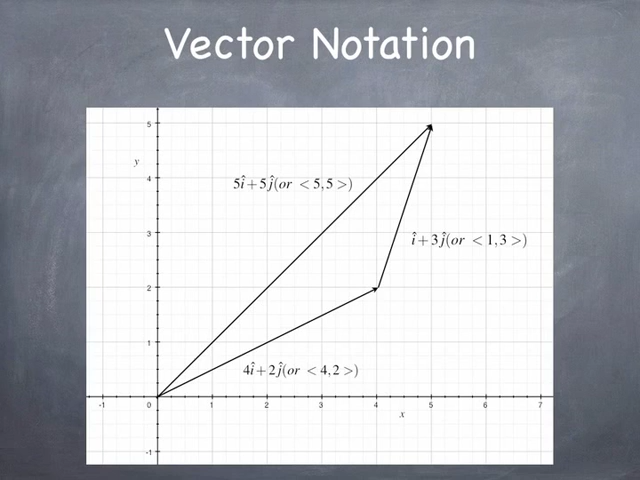 Vector Notation
5
y
4
5î+5ĵ(or <5,5>)
3
î+3ĵ(or <1,3>)
2
1
4î+2ĵ(or <4,2>)
-1 0 1 2 3 4 5 6 7
x
-1